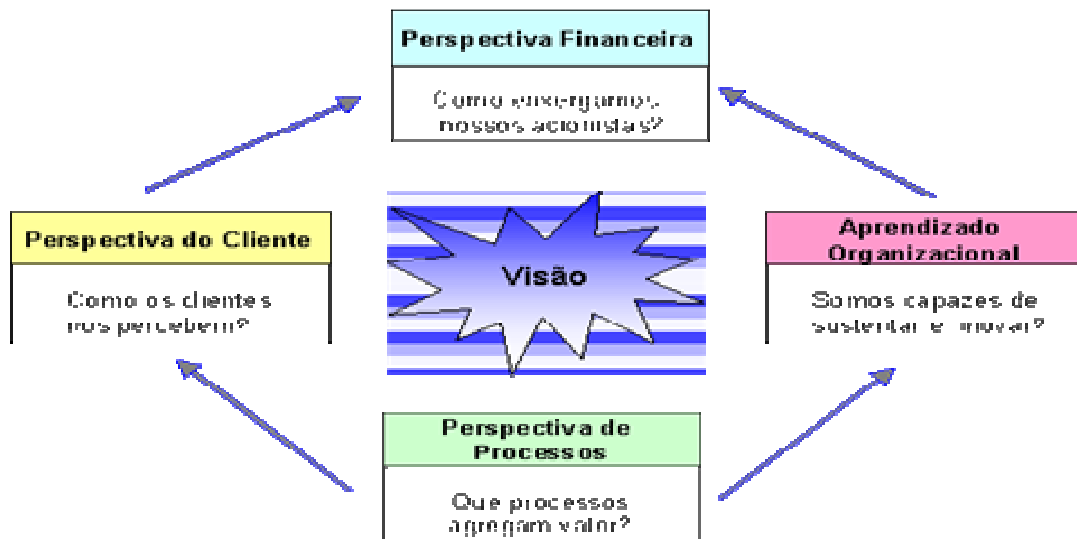 Perspectiva Financeira
Como enxergamos
nossos acionistas?
Perspectiva do Cliente
Como os clientes
nos percebem?
Visão
Aprendizado
Organizacional
Somos capazes de
sustentar e inovar?
Perspectiva de
Processos
Que processos
agregam valor?